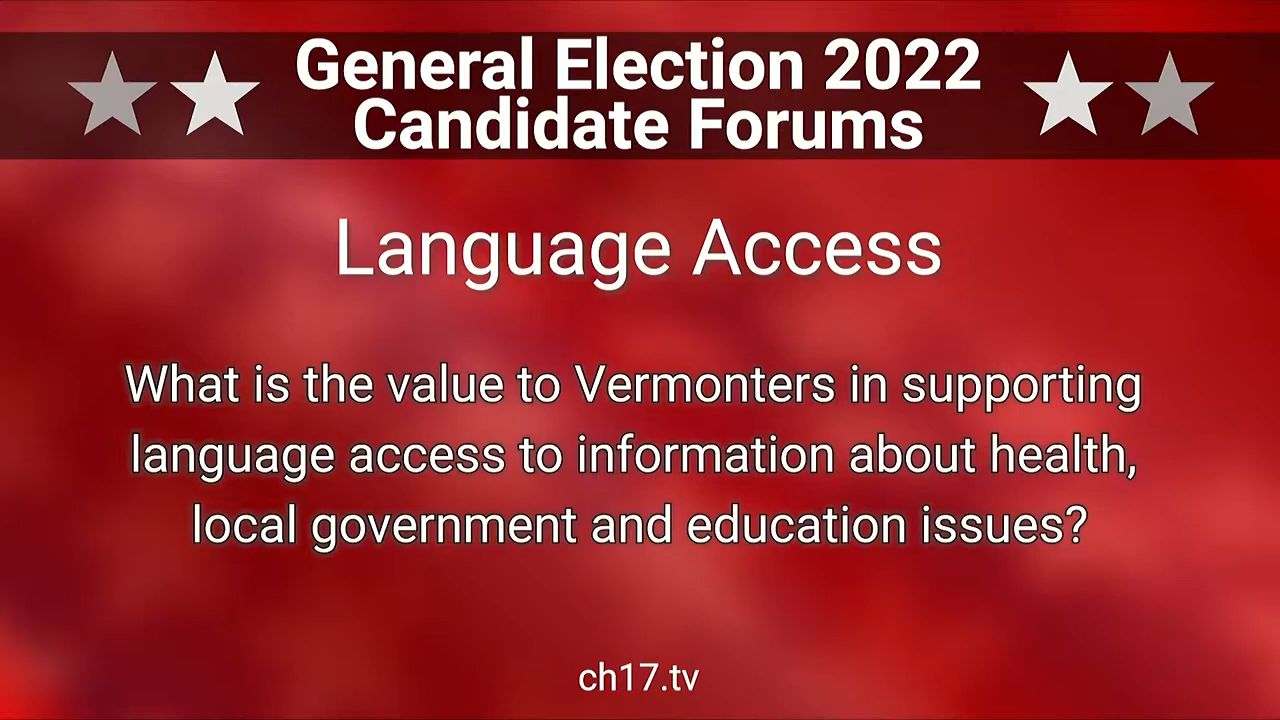 General Election 2022
Candidate Forums
Language Access
What is the value to Vermonters in supporting
language access to information about health,
local government and education issues?
ch17.tv